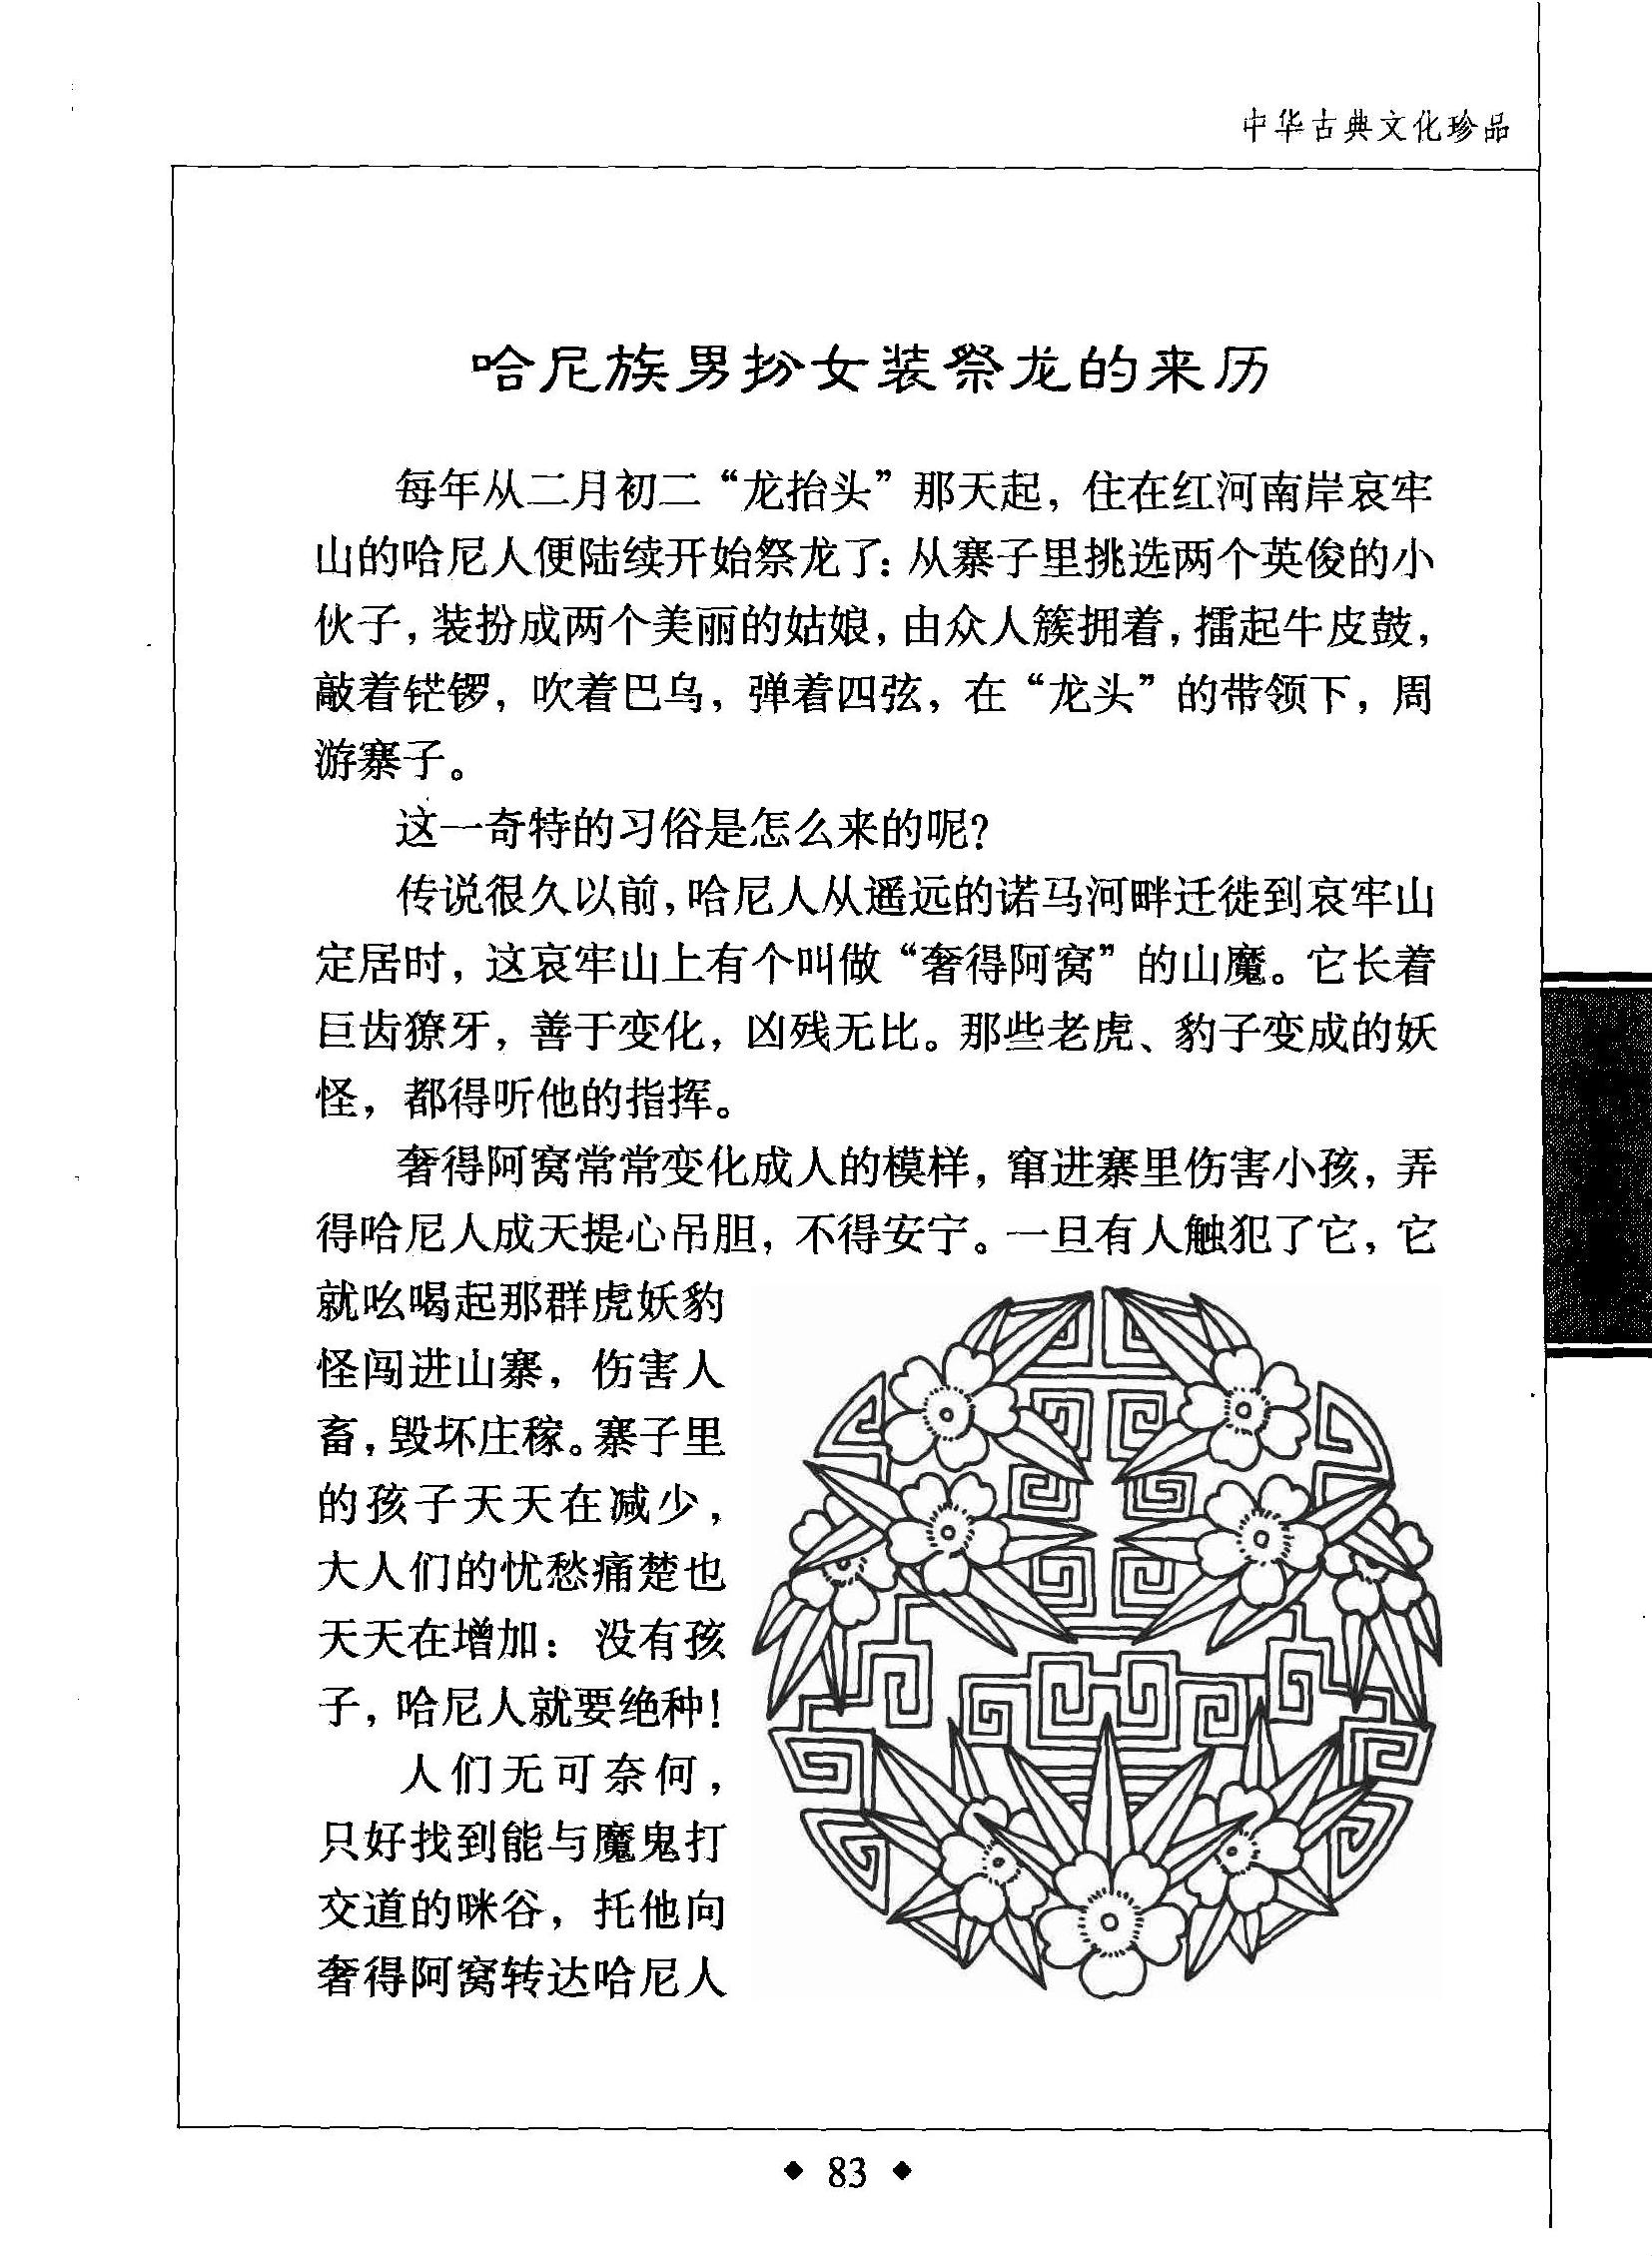 中华古典文化珍品
哈尼族男扮女装祭龙的来历
每年从二月初二“龙抬头”那天起，住在红河南岸哀牢
山的哈尼人便陆续开始祭龙了：从寨子里挑选两个英俊的小
伙子，装扮成两个美丽的姑娘，由众人簇拥着，擂起牛皮鼓，
敲着铓锣，吹着巴乌，弹着四弦，在“龙头”的带领下，周
游寨子。
这一奇特的习俗是怎么来的呢？
传说很久以前，哈尼人从遥远的诺马河畔迁徙到哀牢山
定居时，这哀牢山上有个叫做“奢得阿窝”的山魔。它长着
巨齿獠牙，善于变化，凶残无比。那些老虎、豹子变成的妖
怪，都得听他的指挥。
奢得阿窝常常变化成人的模样，窜进寨里伤害小孩，弄
得哈尼人成天提心吊胆，不得安宁。一旦有人触犯了它，它
就吆喝起那群虎妖豹
怪闯进山寨，伤害人
畜，毁坏庄稼。寨子里
的孩子天天在减少，
大人们的忧愁痛楚也
天天在增加：没有孩
子，哈尼人就要绝种！
人们无可奈何，
只好找到能与魔鬼打
交道的咪谷，托他向
奢得阿窝转达哈尼人
◆ 83 ◆